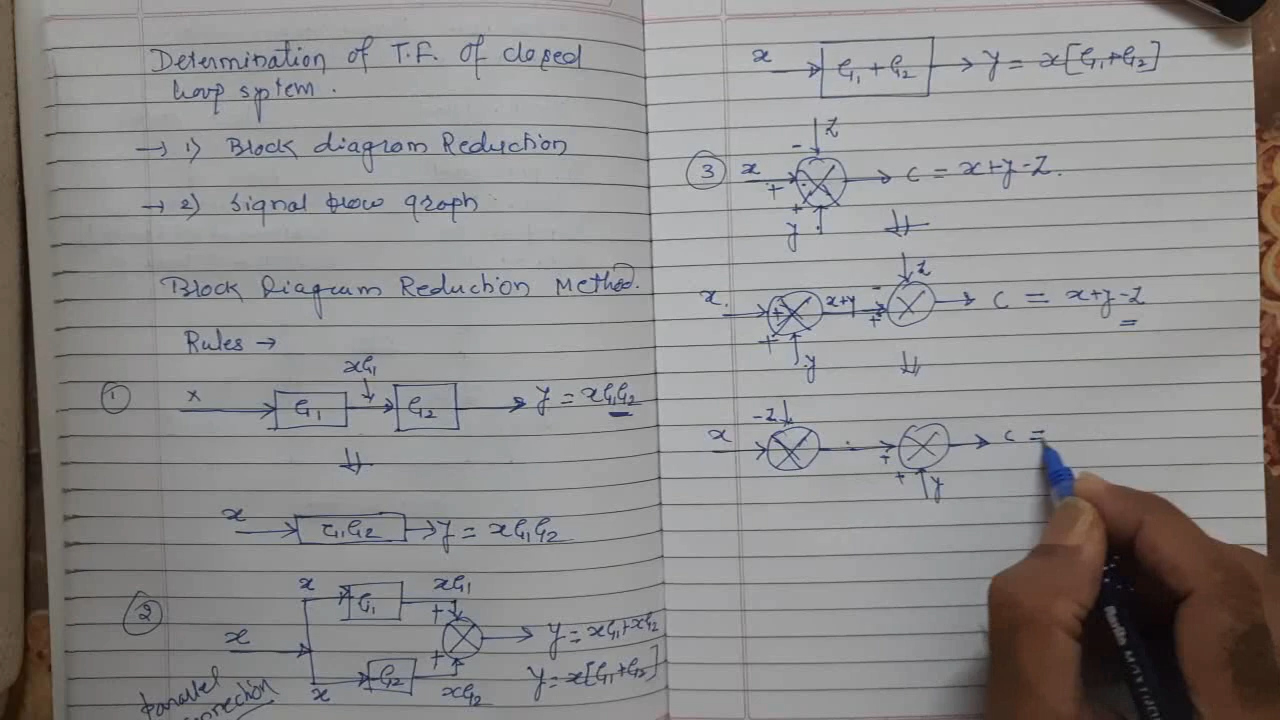 Determination of T.F. of closed
loop system.
→ 1) Block diagram Reduction
→ 2) Signal flow graph
Block Diagram Reduction Method.
Rules →
xG1
① x G1 G2 y = xG1G2
x G1G2 y = xG1G2
② x G1 xG1
x + y = xG1+xG2
+ y = x[G1+G2]
x G2 xG2
parallel
connection
x G1 + G2 y = x[G1+G2]
- Z
③ x + c = x+y-Z.
+
y
Z
x. + x+y - + C = x+y-Z
+
y
-Z
x + c =
+ y